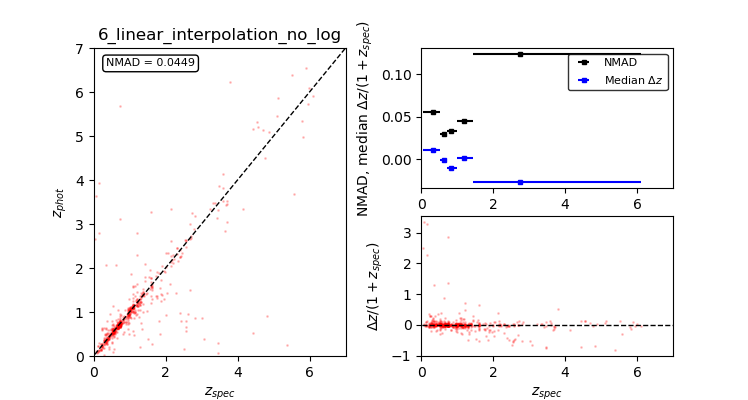 6_linear_interpolation_no_log
NMAD = 0.0449
7
6
5
4
3
2
1
0
z_phot
0 2 4 6
z_spec
NMAD, median Δz/(1 + z_spec)
0.10
0.05
0.00
NMAD
Median Δz
0 2 4 6
Δz/(1 + z_spec)
3
2
1
0
−1
0 2 4 6
z_spec